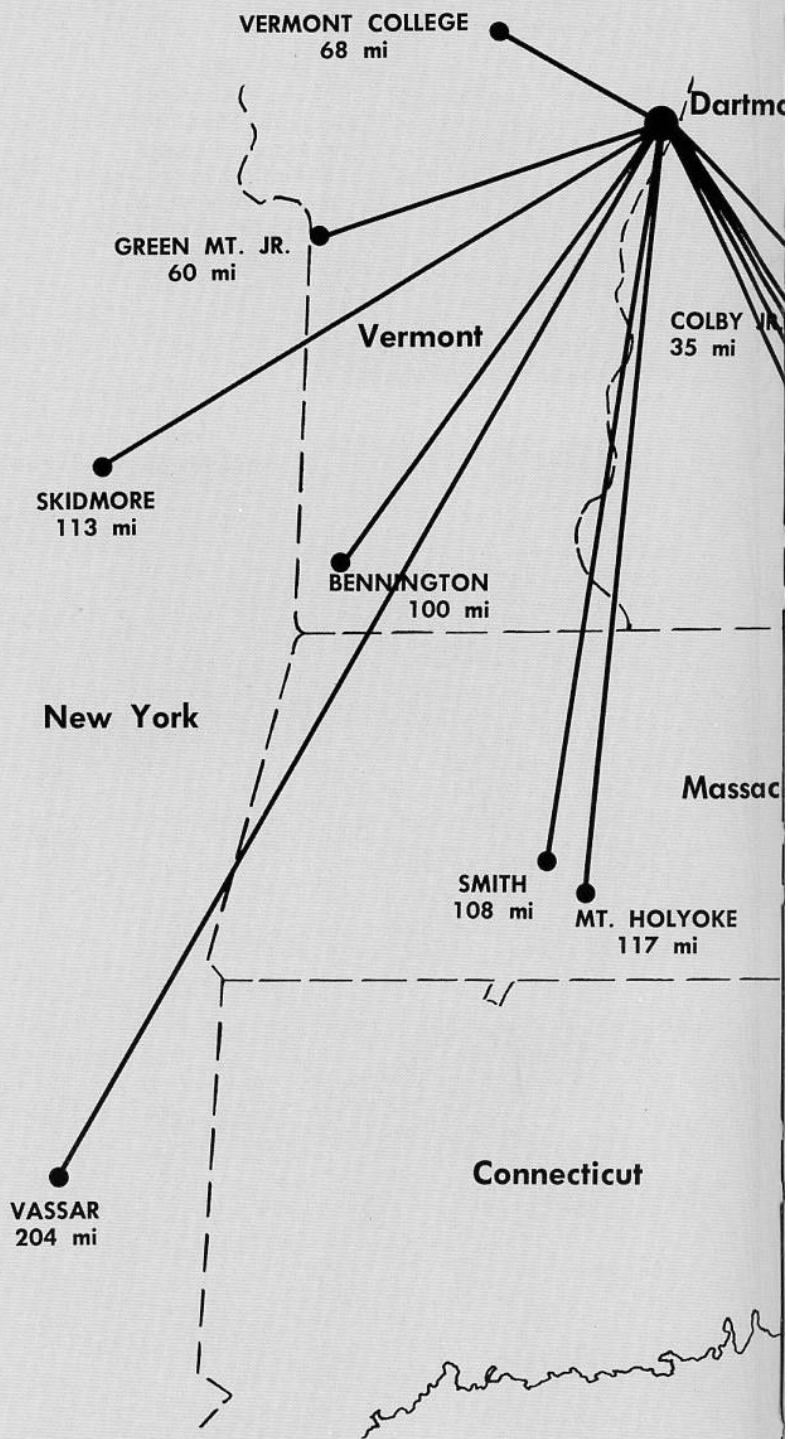 VERMONT COLLEGE
68 mi
Dartmo
GREEN MT. JR.
60 mi
Vermont
COLBY JR.
35 mi
SKIDMORE
113 mi
BENNINGTON
100 mi
New York
Massac
SMITH
108 mi
MT. HOLYOKE
117 mi
Connecticut
VASSAR
204 mi